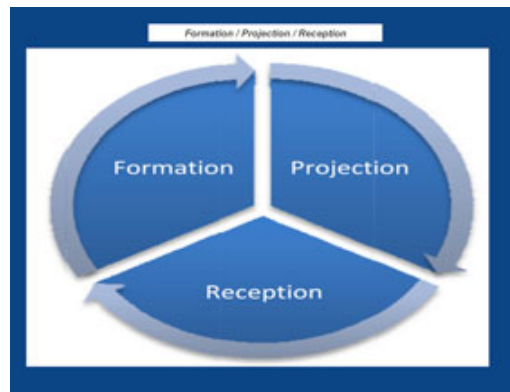 Formation / Projection / Reception
Formation
Projection
Reception